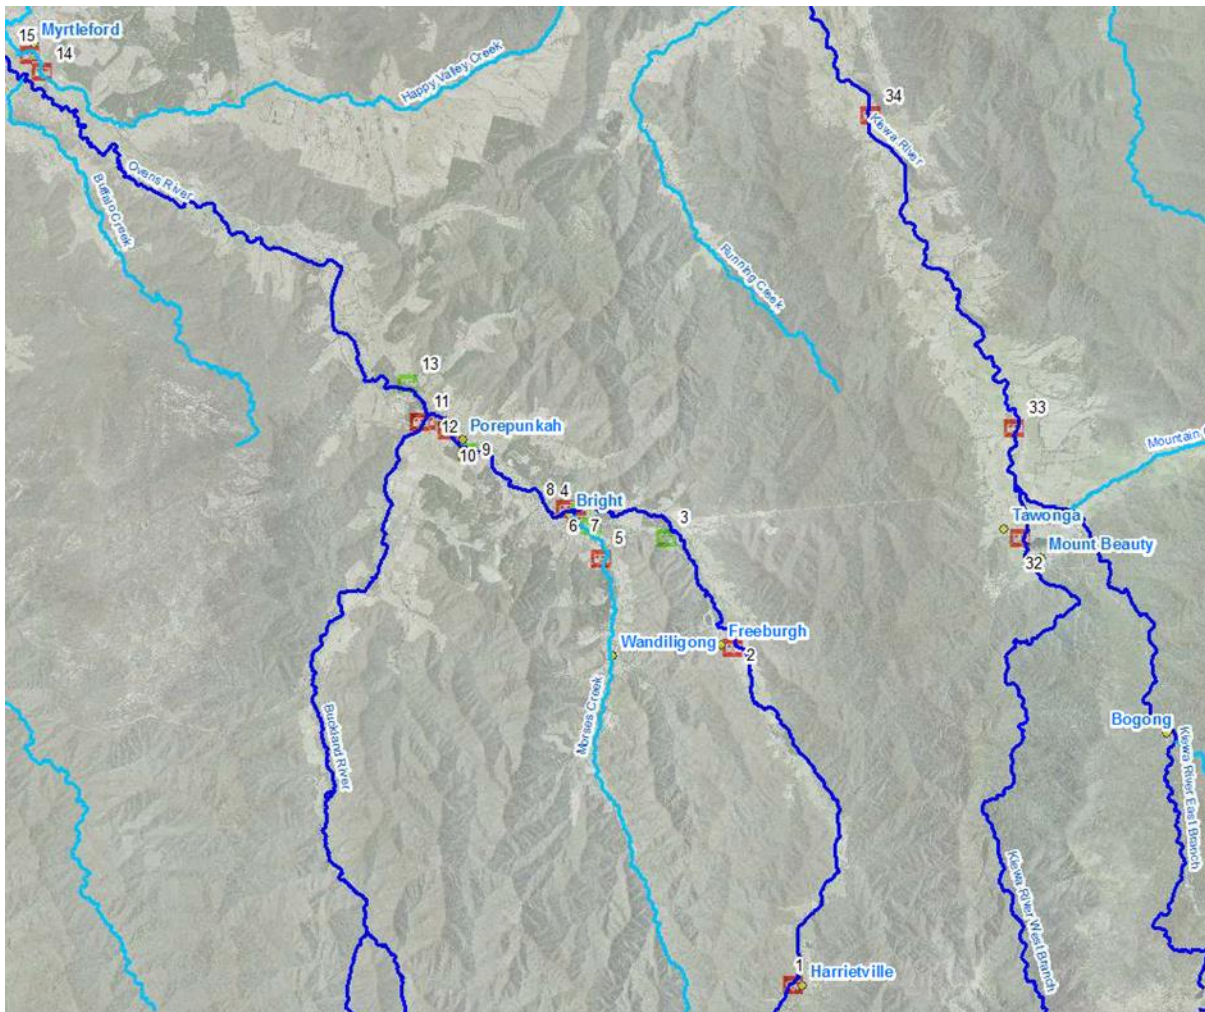 Myrtleford
15
14
Happy Valley Creek
34
Kiewa River
Ovens River
Buffalo Creek
Running Creek
13
11
12
Porepunkah
10
9
33
Mountain C
8
4
Bright
6
7
5
3
Tawonga
Mount Beauty
32
Wandiligong
Freeburgh
2
Morses Creek
Buckland River
Bogong
Kiewa River East Branch
Kiewa River West Branch
1
Harrietville